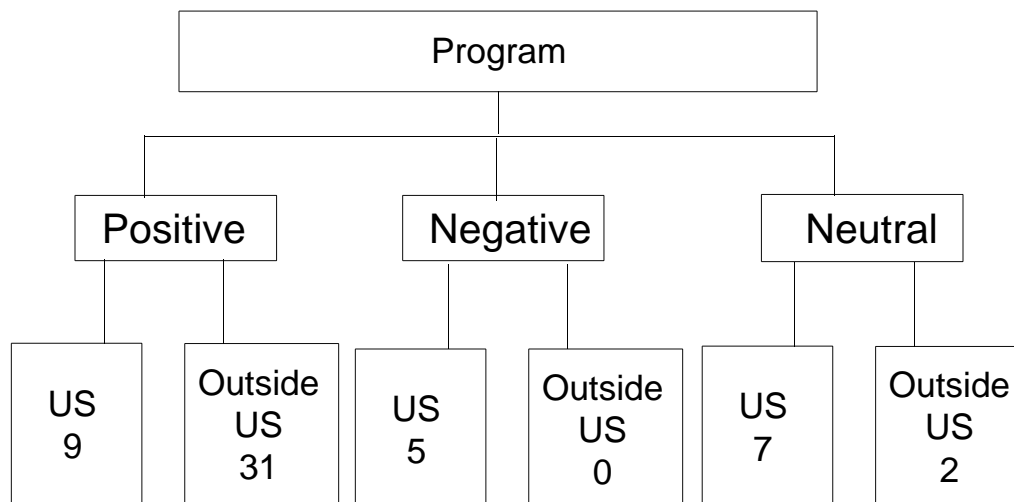 Program
Positive
Negative
Neutral
US
9
Outside
US
31
US
5
Outside
US
0
US
7
Outside
US
2